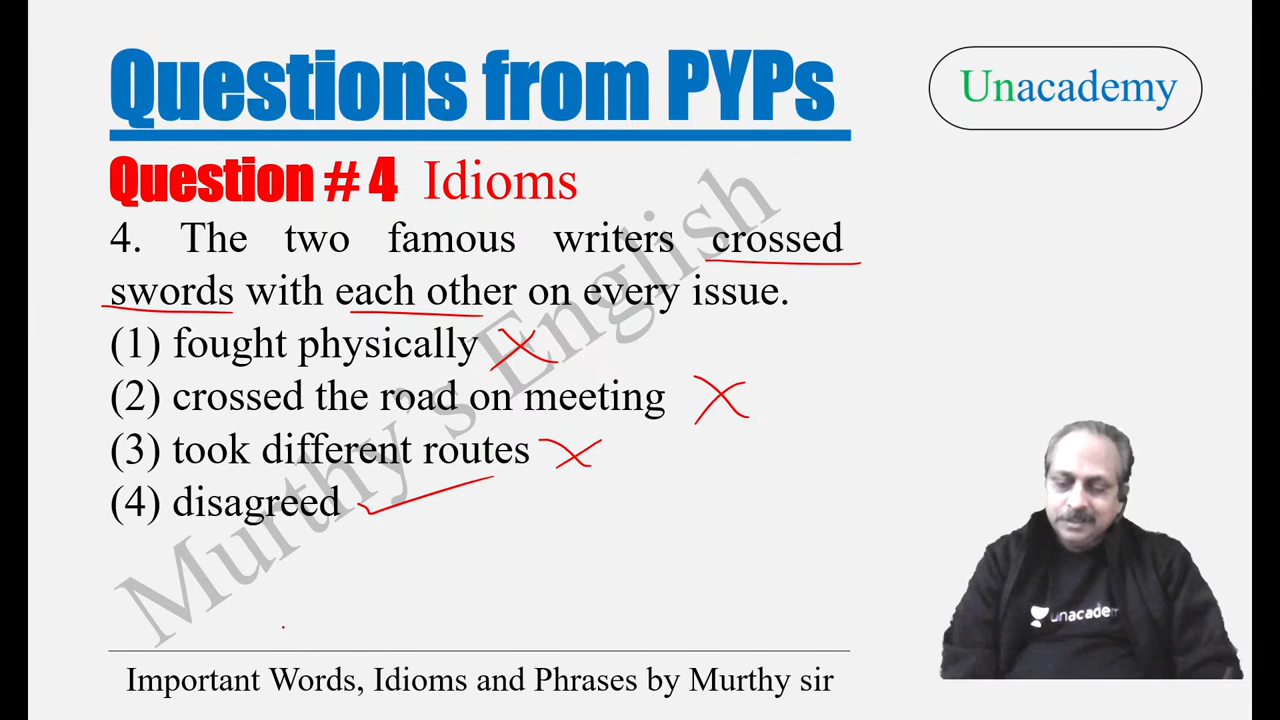 Questions from PYPs
Unacademy
Question # 4 Idioms
4. The two famous writers crossed
swords with each other on every issue.
(1) fought physically
(2) crossed the road on meeting
(3) took different routes
(4) disagreed
Murthy's English
unacadem
Important Words, Idioms and Phrases by Murthy sir